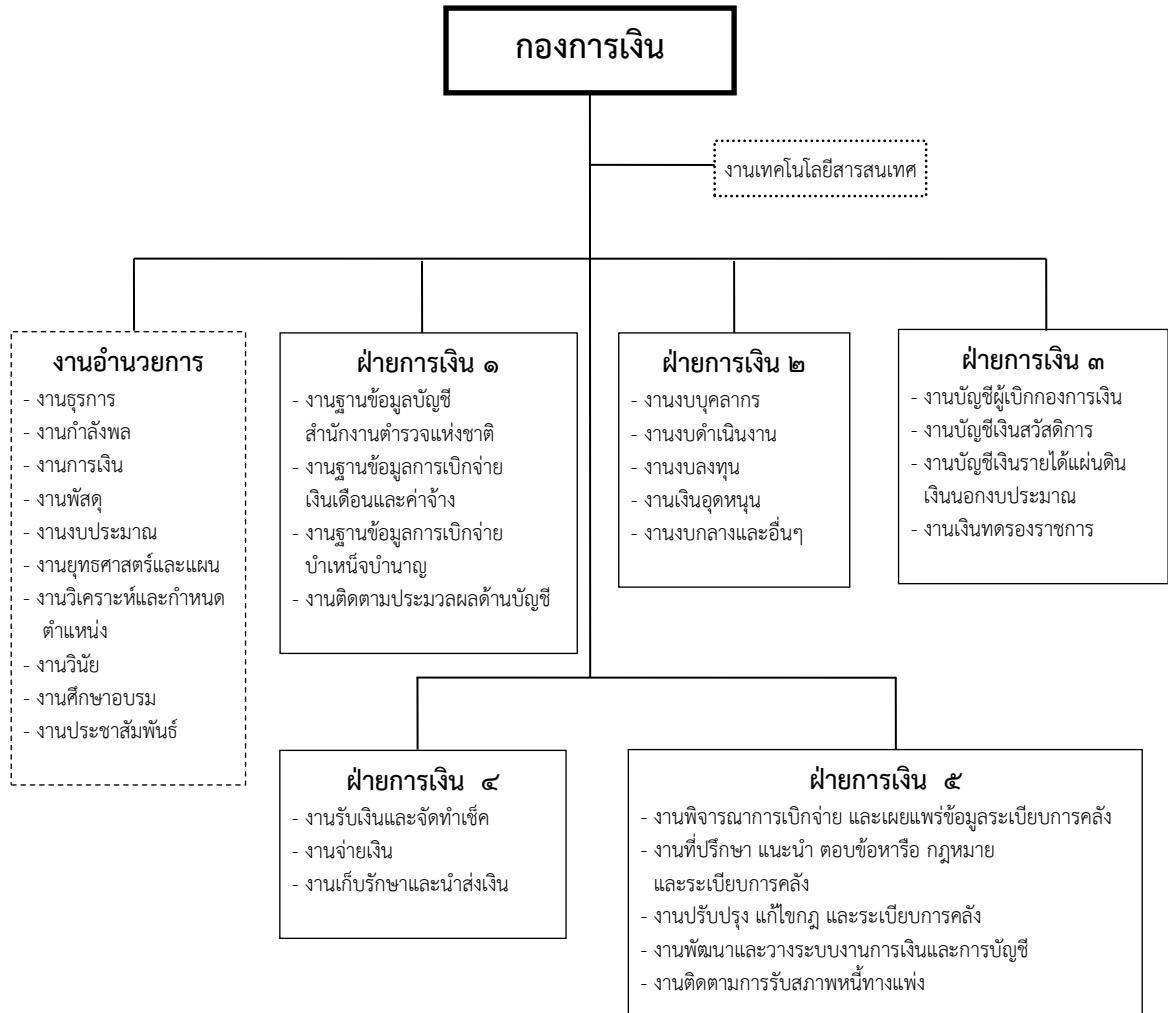 กองการเงิน
งานเทคโนโลยีสารสนเทศ
งานอำนวยการ
- งานธุรการ
- งานกำลังพล
- งานการเงิน
- งานพัสดุ
- งานงบประมาณ
- งานยุทธศาสตร์และแผน
- งานวิเคราะห์และกำหนด
ตำแหน่ง
- งานวินัย
- งานศึกษาอบรม
- งานประชาสัมพันธ์
ฝ่ายการเงิน ๑
- งานฐานข้อมูลบัญชี
สำนักงานตำรวจแห่งชาติ
- งานฐานข้อมูลการเบิกจ่าย
เงินเดือนและค่าจ้าง
- งานฐานข้อมูลการเบิกจ่าย
บำเหน็จบำนาญ
- งานติดตามประมวลผลด้านบัญชี
ฝ่ายการเงิน ๒
- งานงบบุคลากร
- งานงบดำเนินงาน
- งานงบลงทุน
- งานเงินอุดหนุน
- งานงบกลางและอื่นๆ
ฝ่ายการเงิน ๓
- งานบัญชีผู้เบิกกองการเงิน
- งานบัญชีเงินสวัสดิการ
- งานบัญชีเงินรายได้แผ่นดิน
เงินนอกงบประมาณ
- งานเงินทดรองราชการ
ฝ่ายการเงิน ๔
- งานรับเงินและจัดทำเช็ค
- งานจ่ายเงิน
- งานเก็บรักษาและนำส่งเงิน
ฝ่ายการเงิน ๕
- งานพิจารณาการเบิกจ่าย และเผยแพร่ข้อมูลระเบียบการคลัง
- งานที่ปรึกษา แนะนำ ตอบข้อหารือ กฎหมาย
และระเบียบการคลัง
- งานปรับปรุง แก้ไขกฎ และระเบียบการคลัง
- งานพัฒนาและวางระบบงานการเงินและการบัญชี
- งานติดตามการรับสภาพหนี้ทางแพ่ง